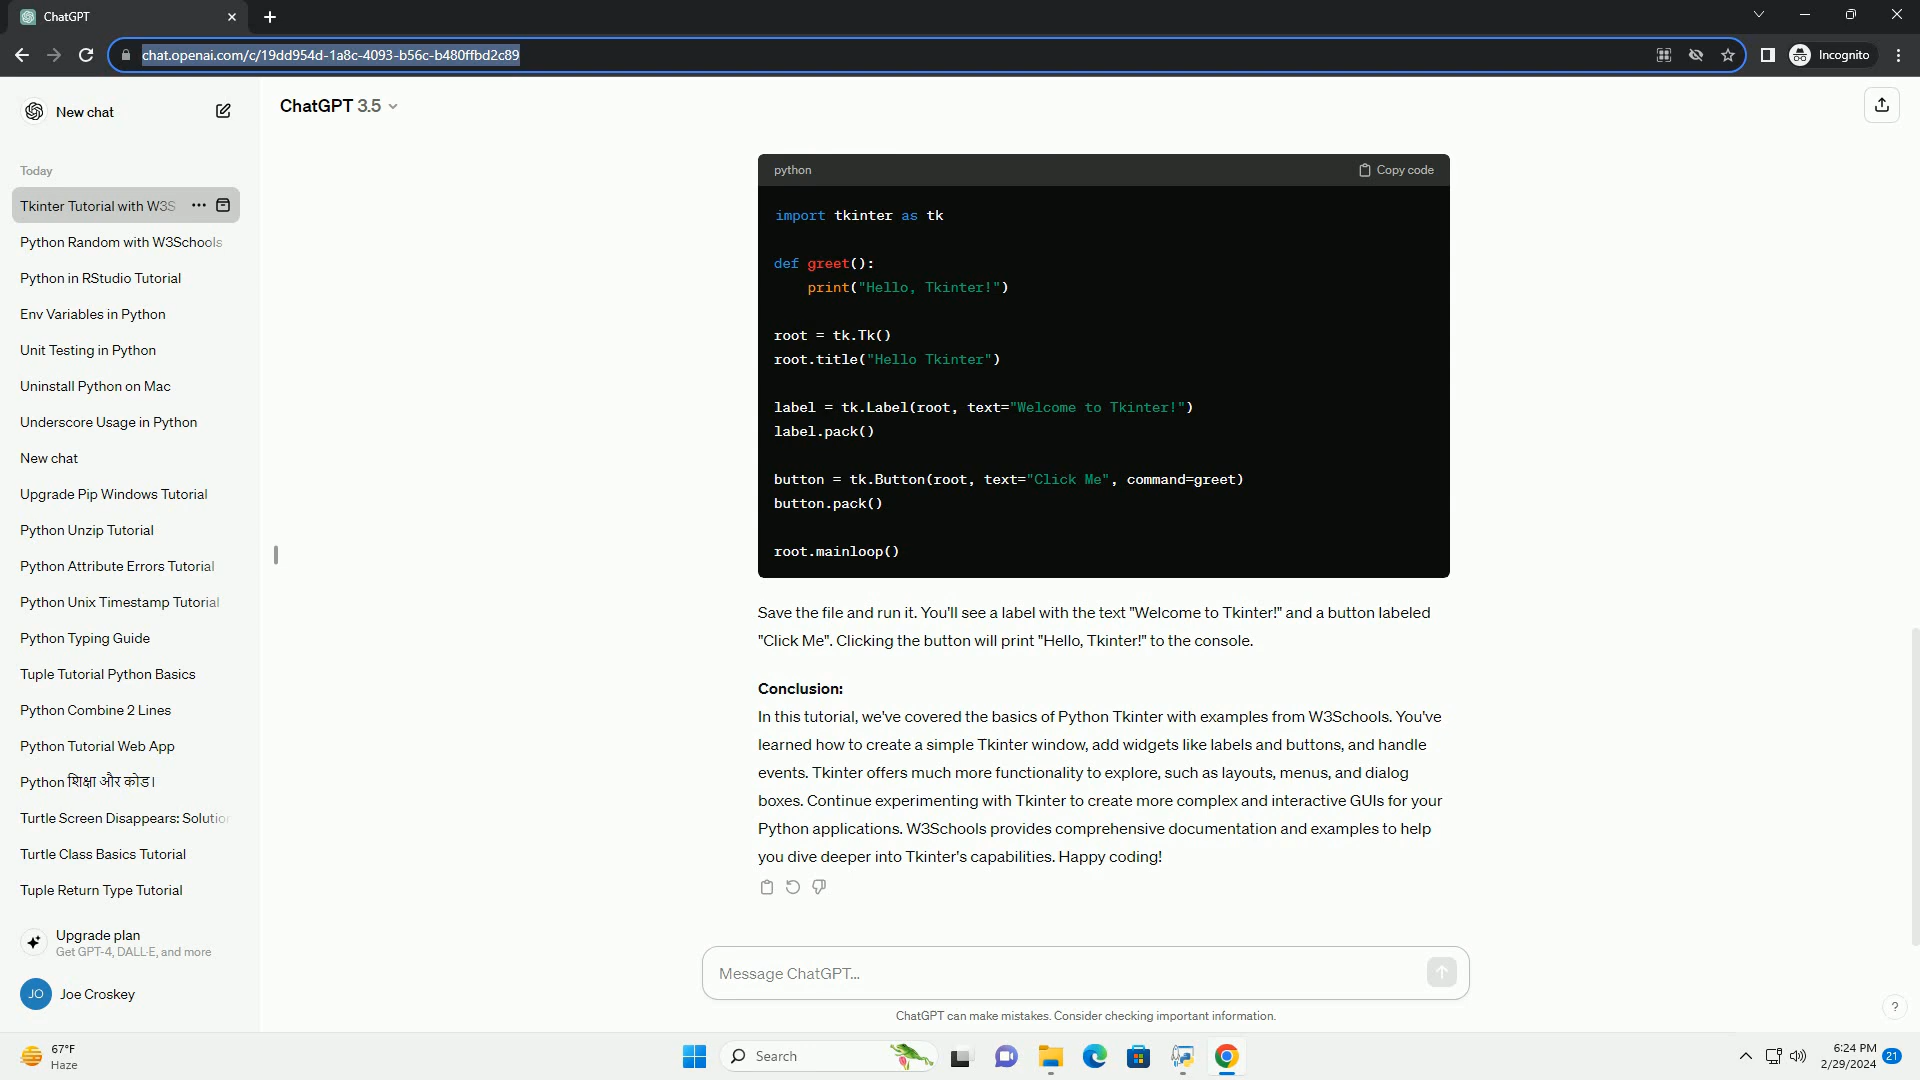 ChatGPT
chat.openai.com/c/19dd954d-1a8c-4093-b56c-b480ffbd2c89
Incognito
New chat
ChatGPT 3.5
Today
Tkinter Tutorial with W3S
Python Random with W3Schools
Python in RStudio Tutorial
Env Variables in Python
Unit Testing in Python
Uninstall Python on Mac
Underscore Usage in Python
New chat
Upgrade Pip Windows Tutorial
Python Unzip Tutorial
Python Attribute Errors Tutorial
Python Unix Timestamp Tutorial
Python Typing Guide
Tuple Tutorial Python Basics
Python Combine 2 Lines
Python Tutorial Web App
Python शिक्षा और कोड।
Turtle Screen Disappears: Solution
Turtle Class Basics Tutorial
Tuple Return Type Tutorial
Upgrade plan
Get GPT-4, DALL·E, and more
JO Joe Croskey
python Copy code
import tkinter as tk
def greet():
    print("Hello, Tkinter!")
root = tk.Tk()
root.title("Hello Tkinter")
label = tk.Label(root, text="Welcome to Tkinter!")
label.pack()
button = tk.Button(root, text="Click Me", command=greet)
button.pack()
root.mainloop()
Save the file and run it. You'll see a label with the text "Welcome to Tkinter!" and a button labeled
"Click Me". Clicking the button will print "Hello, Tkinter!" to the console.
Conclusion:
In this tutorial, we've covered the basics of Python Tkinter with examples from W3Schools. You've
learned how to create a simple Tkinter window, add widgets like labels and buttons, and handle
events. Tkinter offers much more functionality to explore, such as layouts, menus, and dialog
boxes. Continue experimenting with Tkinter to create more complex and interactive GUIs for your
Python applications. W3Schools provides comprehensive documentation and examples to help
you dive deeper into Tkinter's capabilities. Happy coding!
Message ChatGPT...
ChatGPT can make mistakes. Consider checking important information.
?
67°F
Haze
Search
6:24 PM
2/29/2024
21